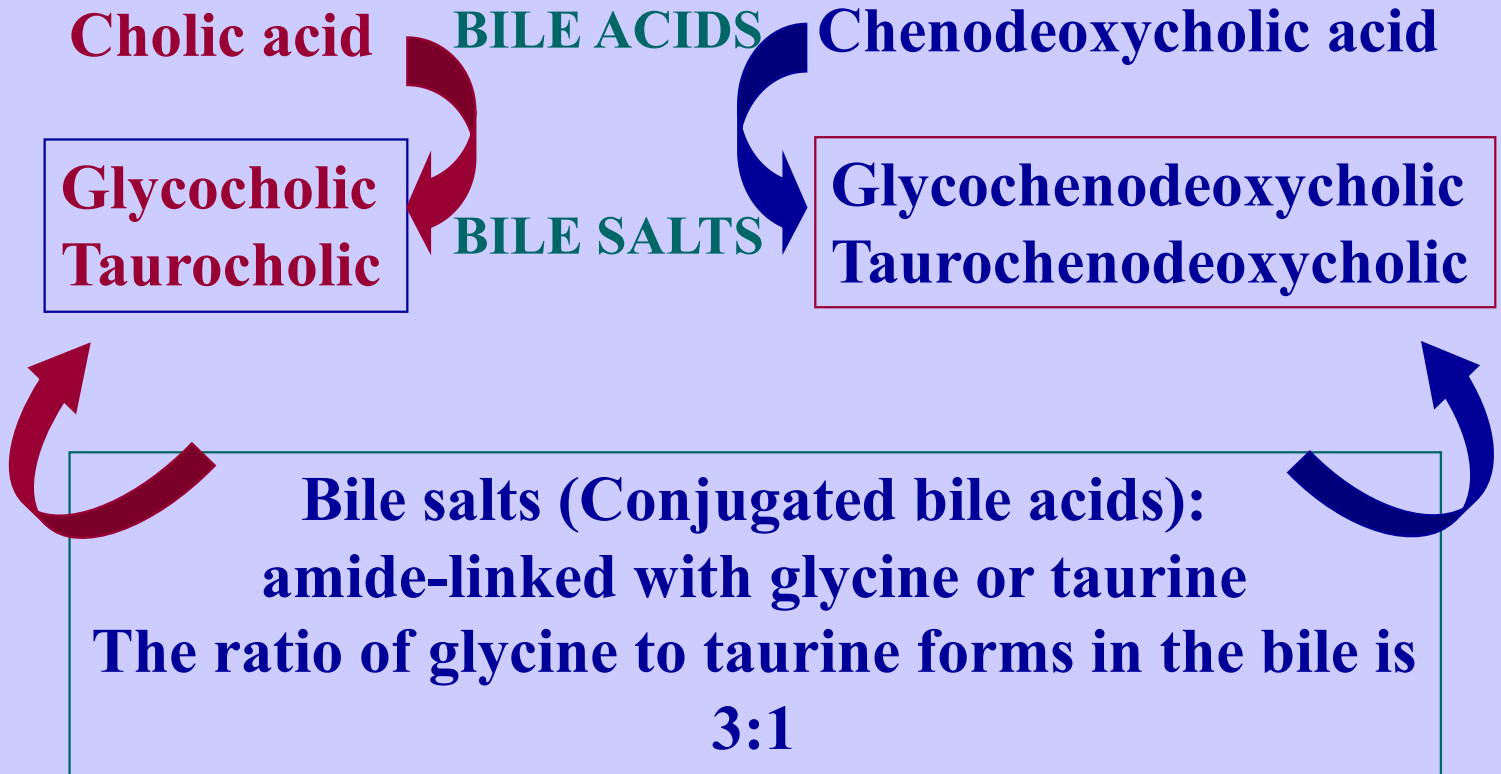 Cholic acid
BILE ACIDS
Chenodeoxycholic acid
Glycocholic
Taurocholic
BILE SALTS
Glycochenodeoxycholic
Taurochenodeoxycholic
Bile salts (Conjugated bile acids):
amide-linked with glycine or taurine
The ratio of glycine to taurine forms in the bile is
3:1